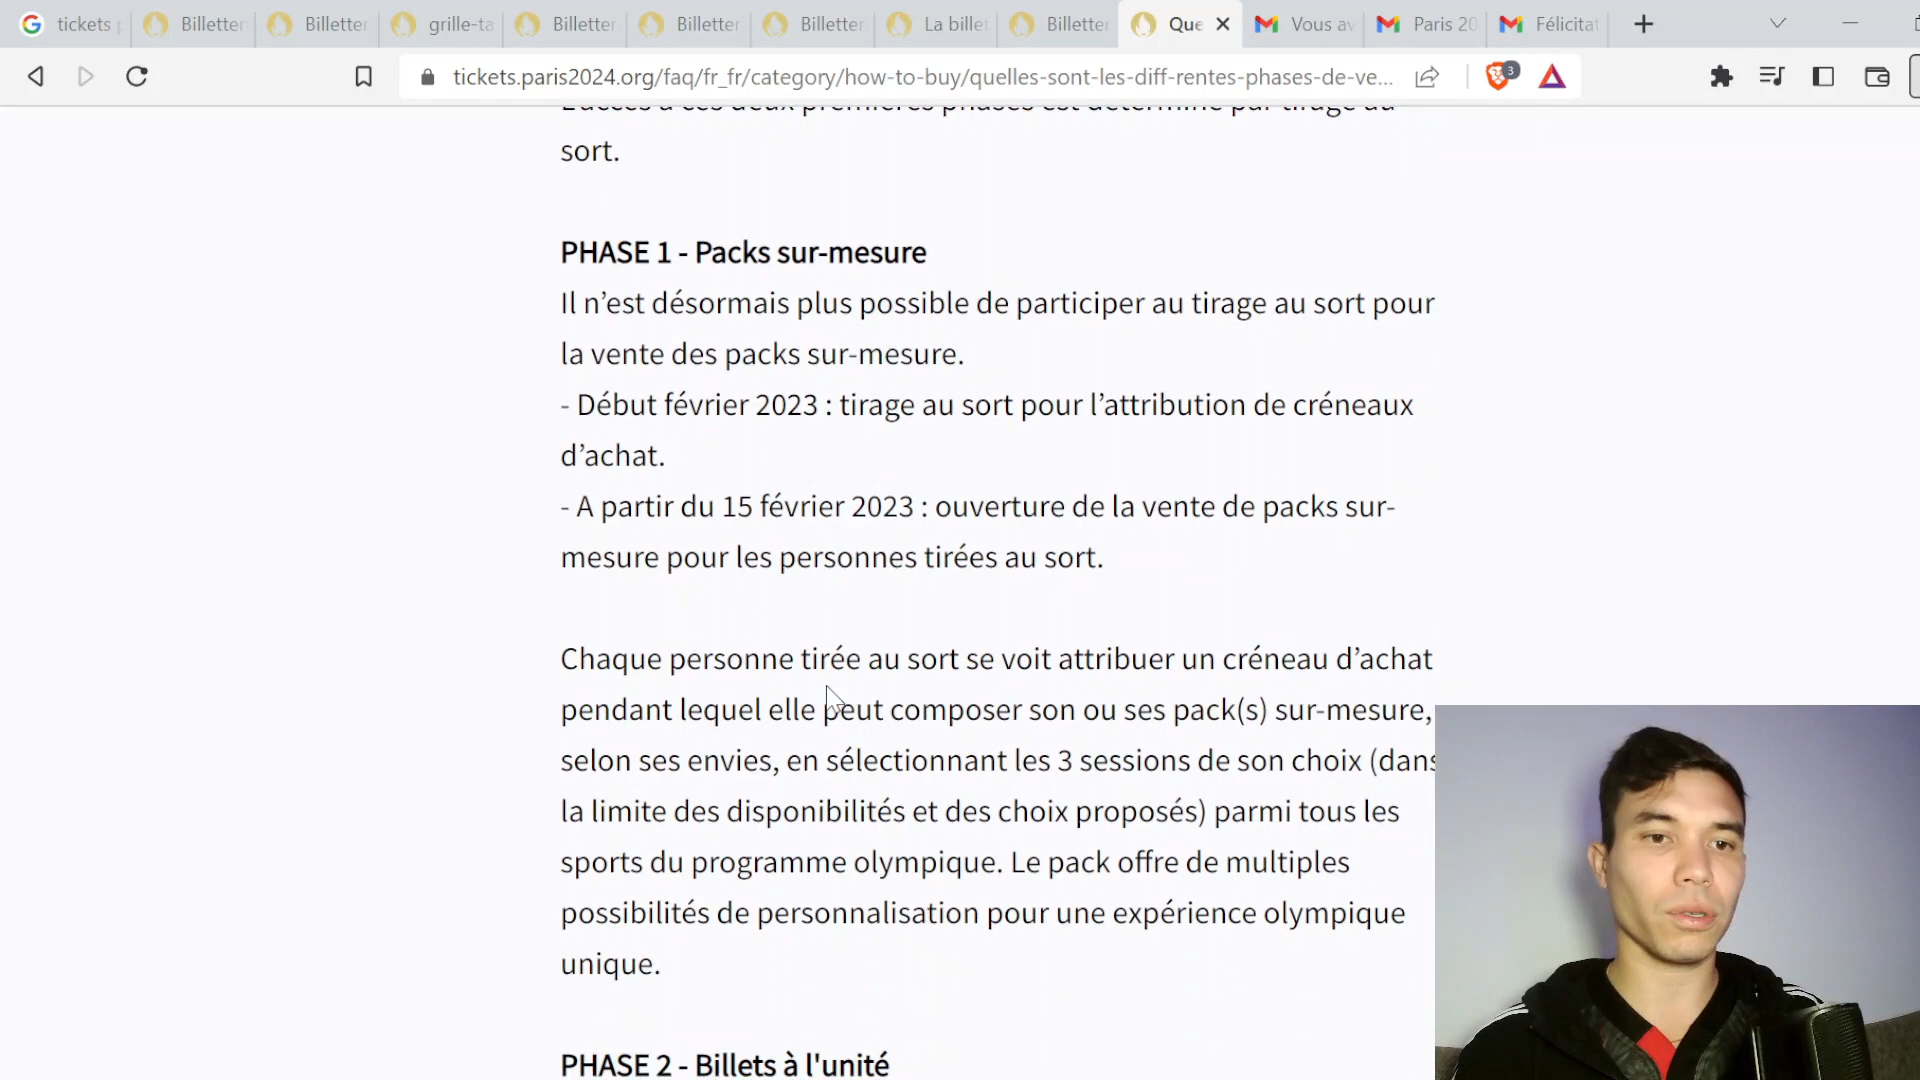 tickets
Billetter
Billetter
grille-ta
Billetter
Billetter
Billetter
La billet
Billetter
Que
Vous av
Paris 20
Félicitat
tickets.paris2024.org/faq/fr_fr/category/how-to-buy/quelles-sont-les-diff-rentes-phases-de-ve...
3
L'accès à ces deux premières phases est déterminé par tirage au
sort.
PHASE 1 - Packs sur-mesure
Il n’est désormais plus possible de participer au tirage au sort pour
la vente des packs sur-mesure.
- Début février 2023 : tirage au sort pour l’attribution de créneaux
d’achat.
- A partir du 15 février 2023 : ouverture de la vente de packs sur-
mesure pour les personnes tirées au sort.
Chaque personne tirée au sort se voit attribuer un créneau d’achat
pendant lequel elle peut composer son ou ses pack(s) sur-mesure,
selon ses envies, en sélectionnant les 3 sessions de son choix (dans
la limite des disponibilités et des choix proposés) parmi tous les
sports du programme olympique. Le pack offre de multiples
possibilités de personnalisation pour une expérience olympique
unique.
PHASE 2 - Billets à l'unité